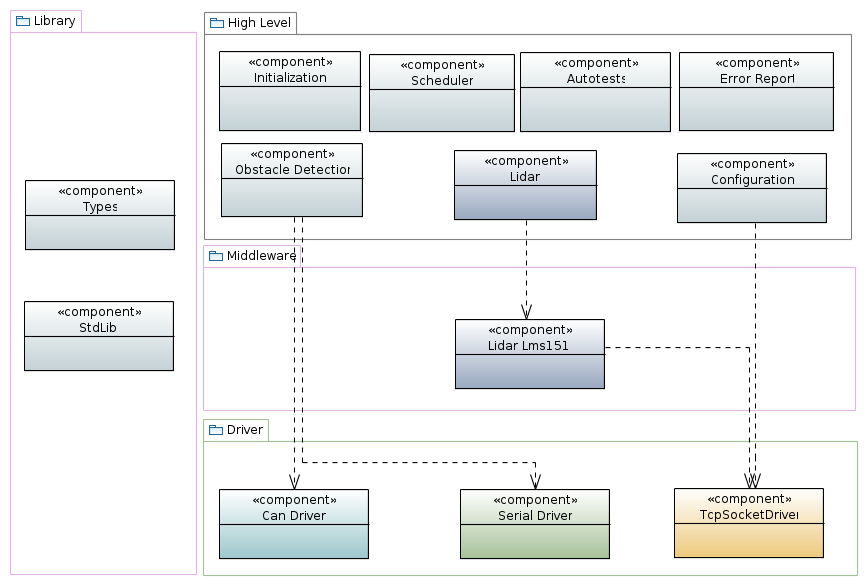 Library
High Level
«component»
Initialization
«component»
Scheduler
«component»
Autotests
«component»
Error Report
«component»
Obstacle Detection
«component»
Lidar
«component»
Configuration
«component»
Types
«component»
StdLib
Middleware
«component»
Lidar Lms151
Driver
«component»
Can Driver
«component»
Serial Driver
«component»
TcpSocketDriver